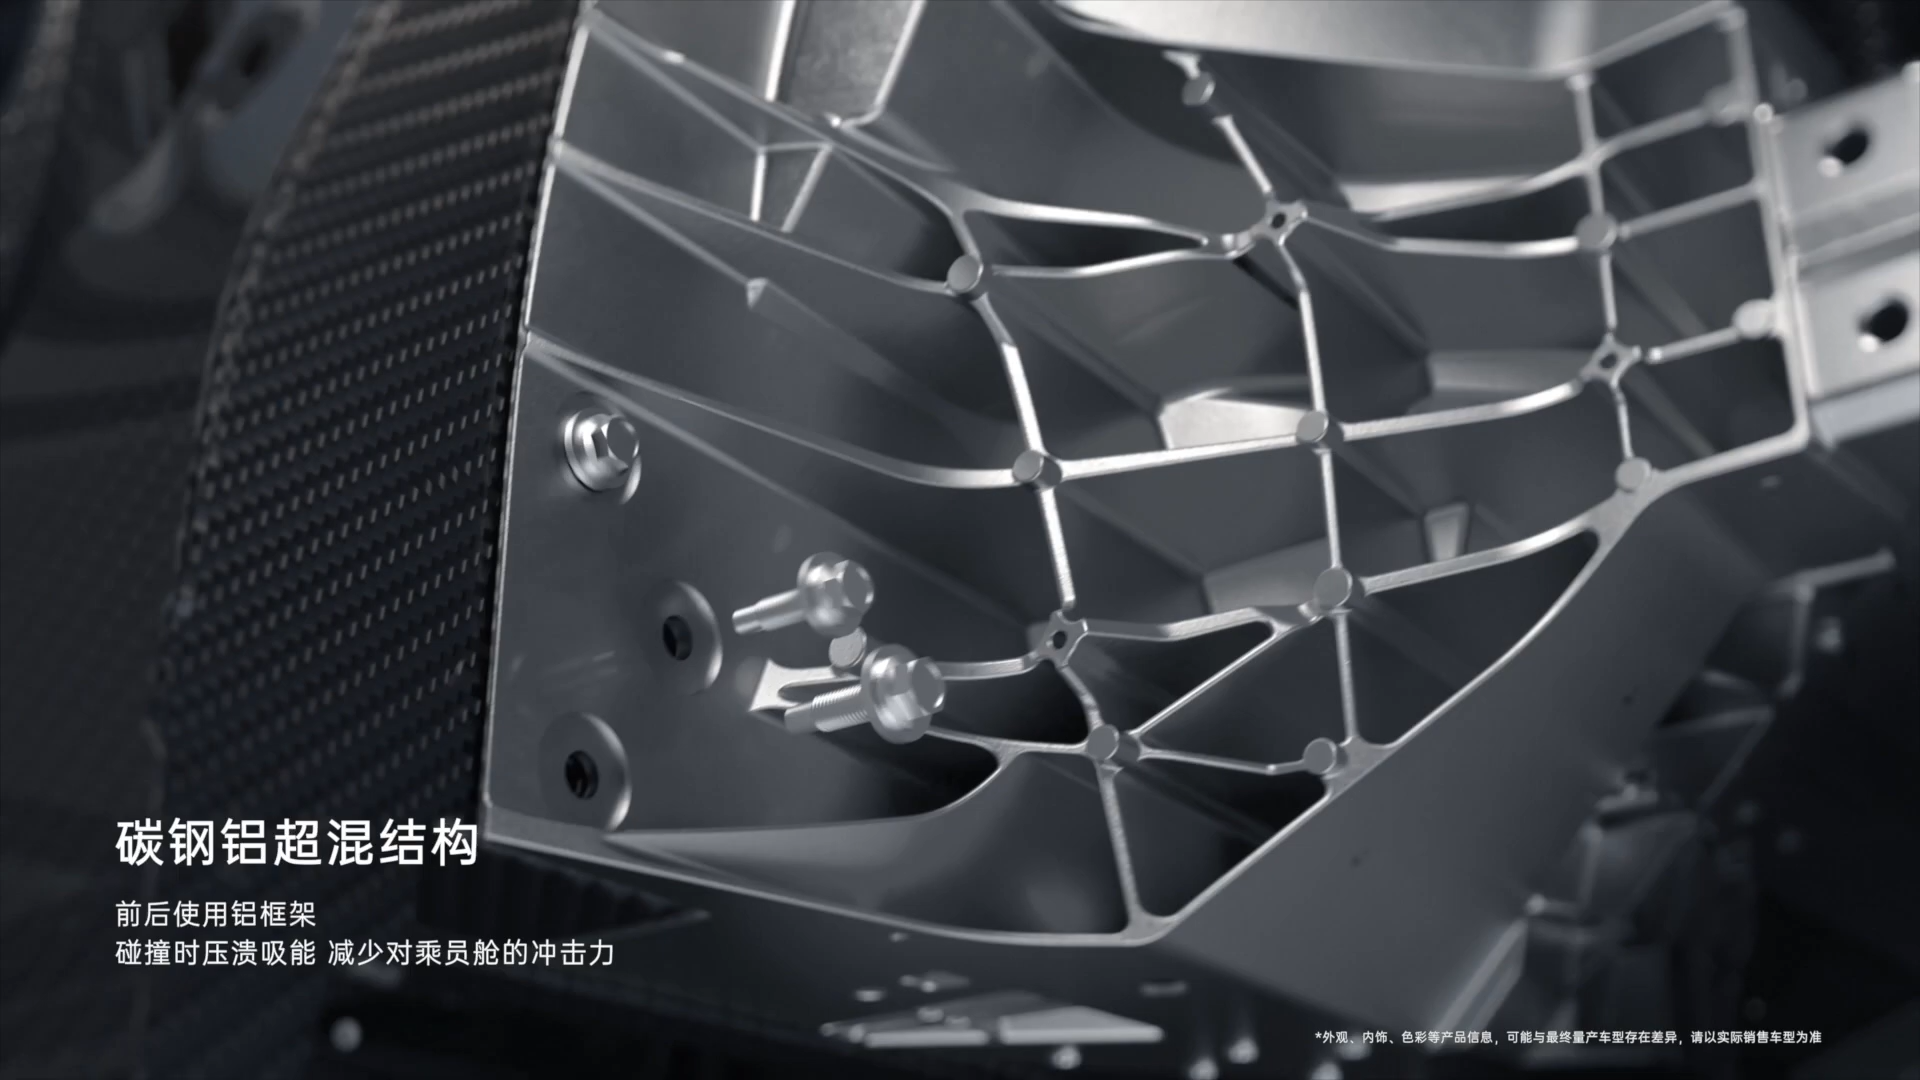 碳钢铝超混结构
前后使用铝框架
碰撞时压溃吸能 减少对乘员舱的冲击力
*外观、内饰、色彩等产品信息，可能与最终量产车型存在差异，请以实际销售车型为准